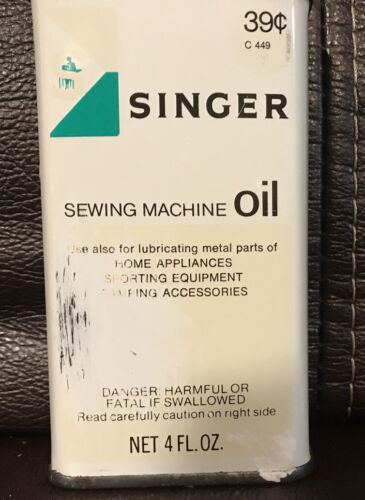 39¢
C 449
SINGER
SEWING MACHINE oil
Use also for lubricating metal parts of
HOME APPLIANCES
SPORTING EQUIPMENT
CAMPING ACCESSORIES
DANGER: HARMFUL OR
FATAL IF SWALLOWED
Read carefully caution on right side
NET 4 FL. OZ.